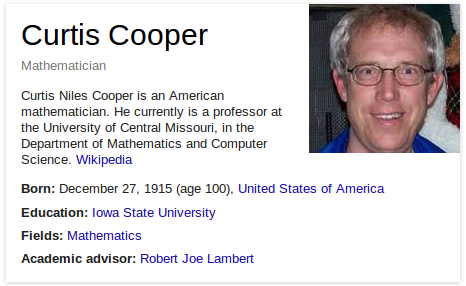 Curtis Cooper
Mathematician
Curtis Niles Cooper is an American
mathematician. He currently is a professor at
the University of Central Missouri, in the
Department of Mathematics and Computer
Science. Wikipedia
Born: December 27, 1915 (age 100), United States of America
Education: Iowa State University
Fields: Mathematics
Academic advisor: Robert Joe Lambert